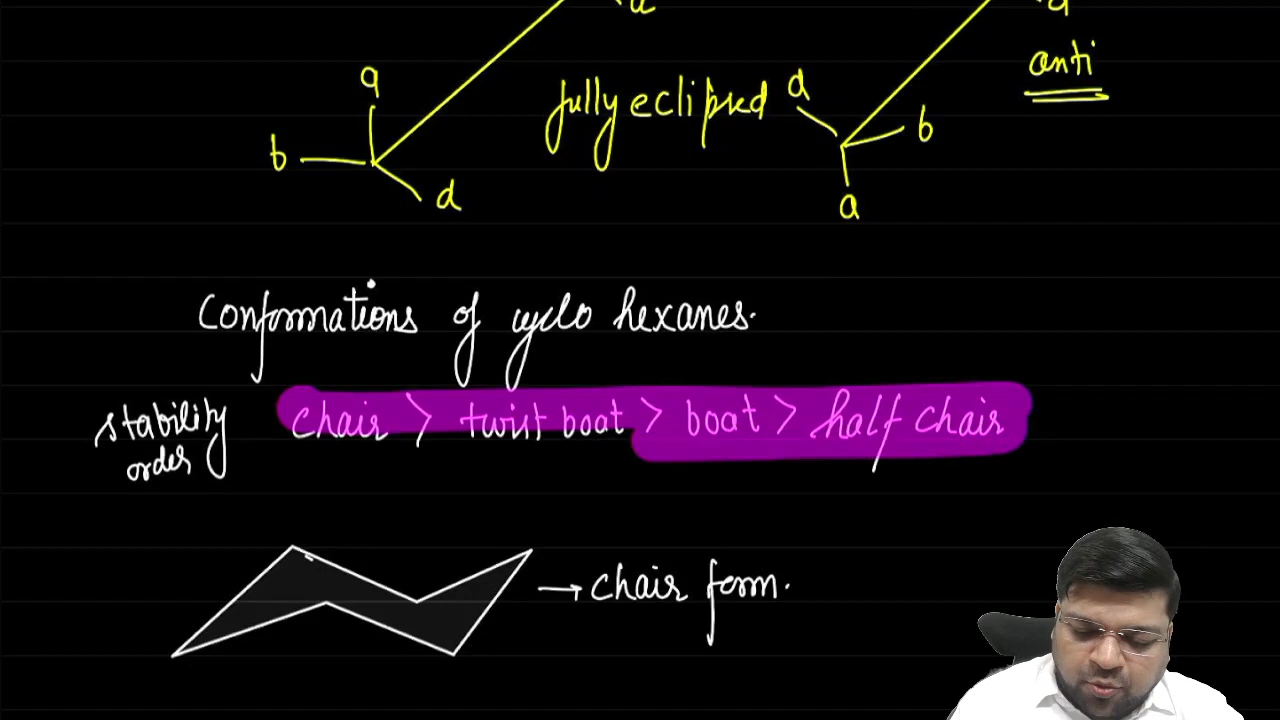 a
fully eclipsed
b
d
a
b
a
anti
Conformations of cyclo hexanes.
stability order
chair > twist boat > boat > half chair
→ chair form.